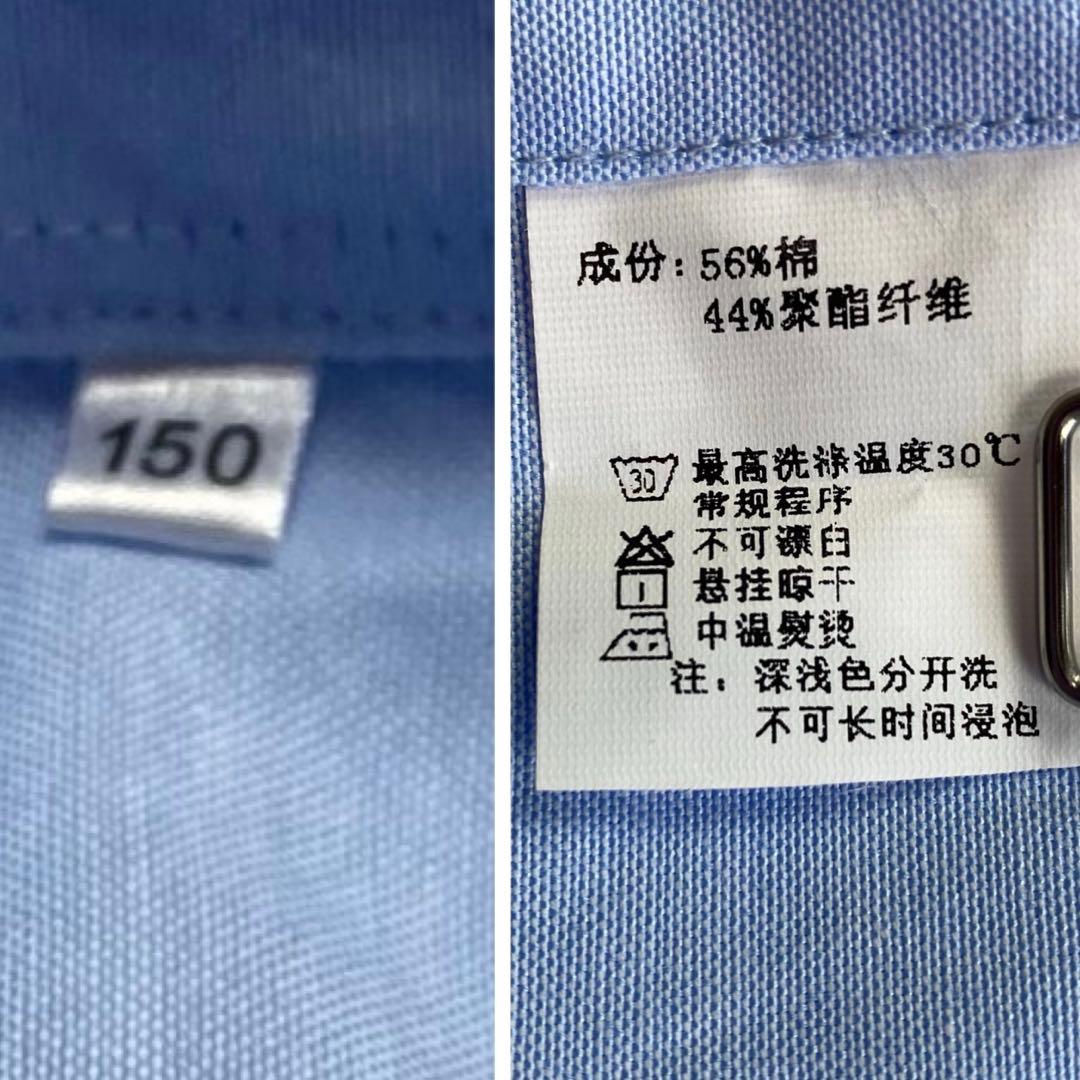 150
成份: 56%棉
44%聚酯纤维
30 最高洗涤温度30℃
常规程序
不可漂白
悬挂晾干
中温熨烫
注: 深浅色分开洗
不可长时间浸泡